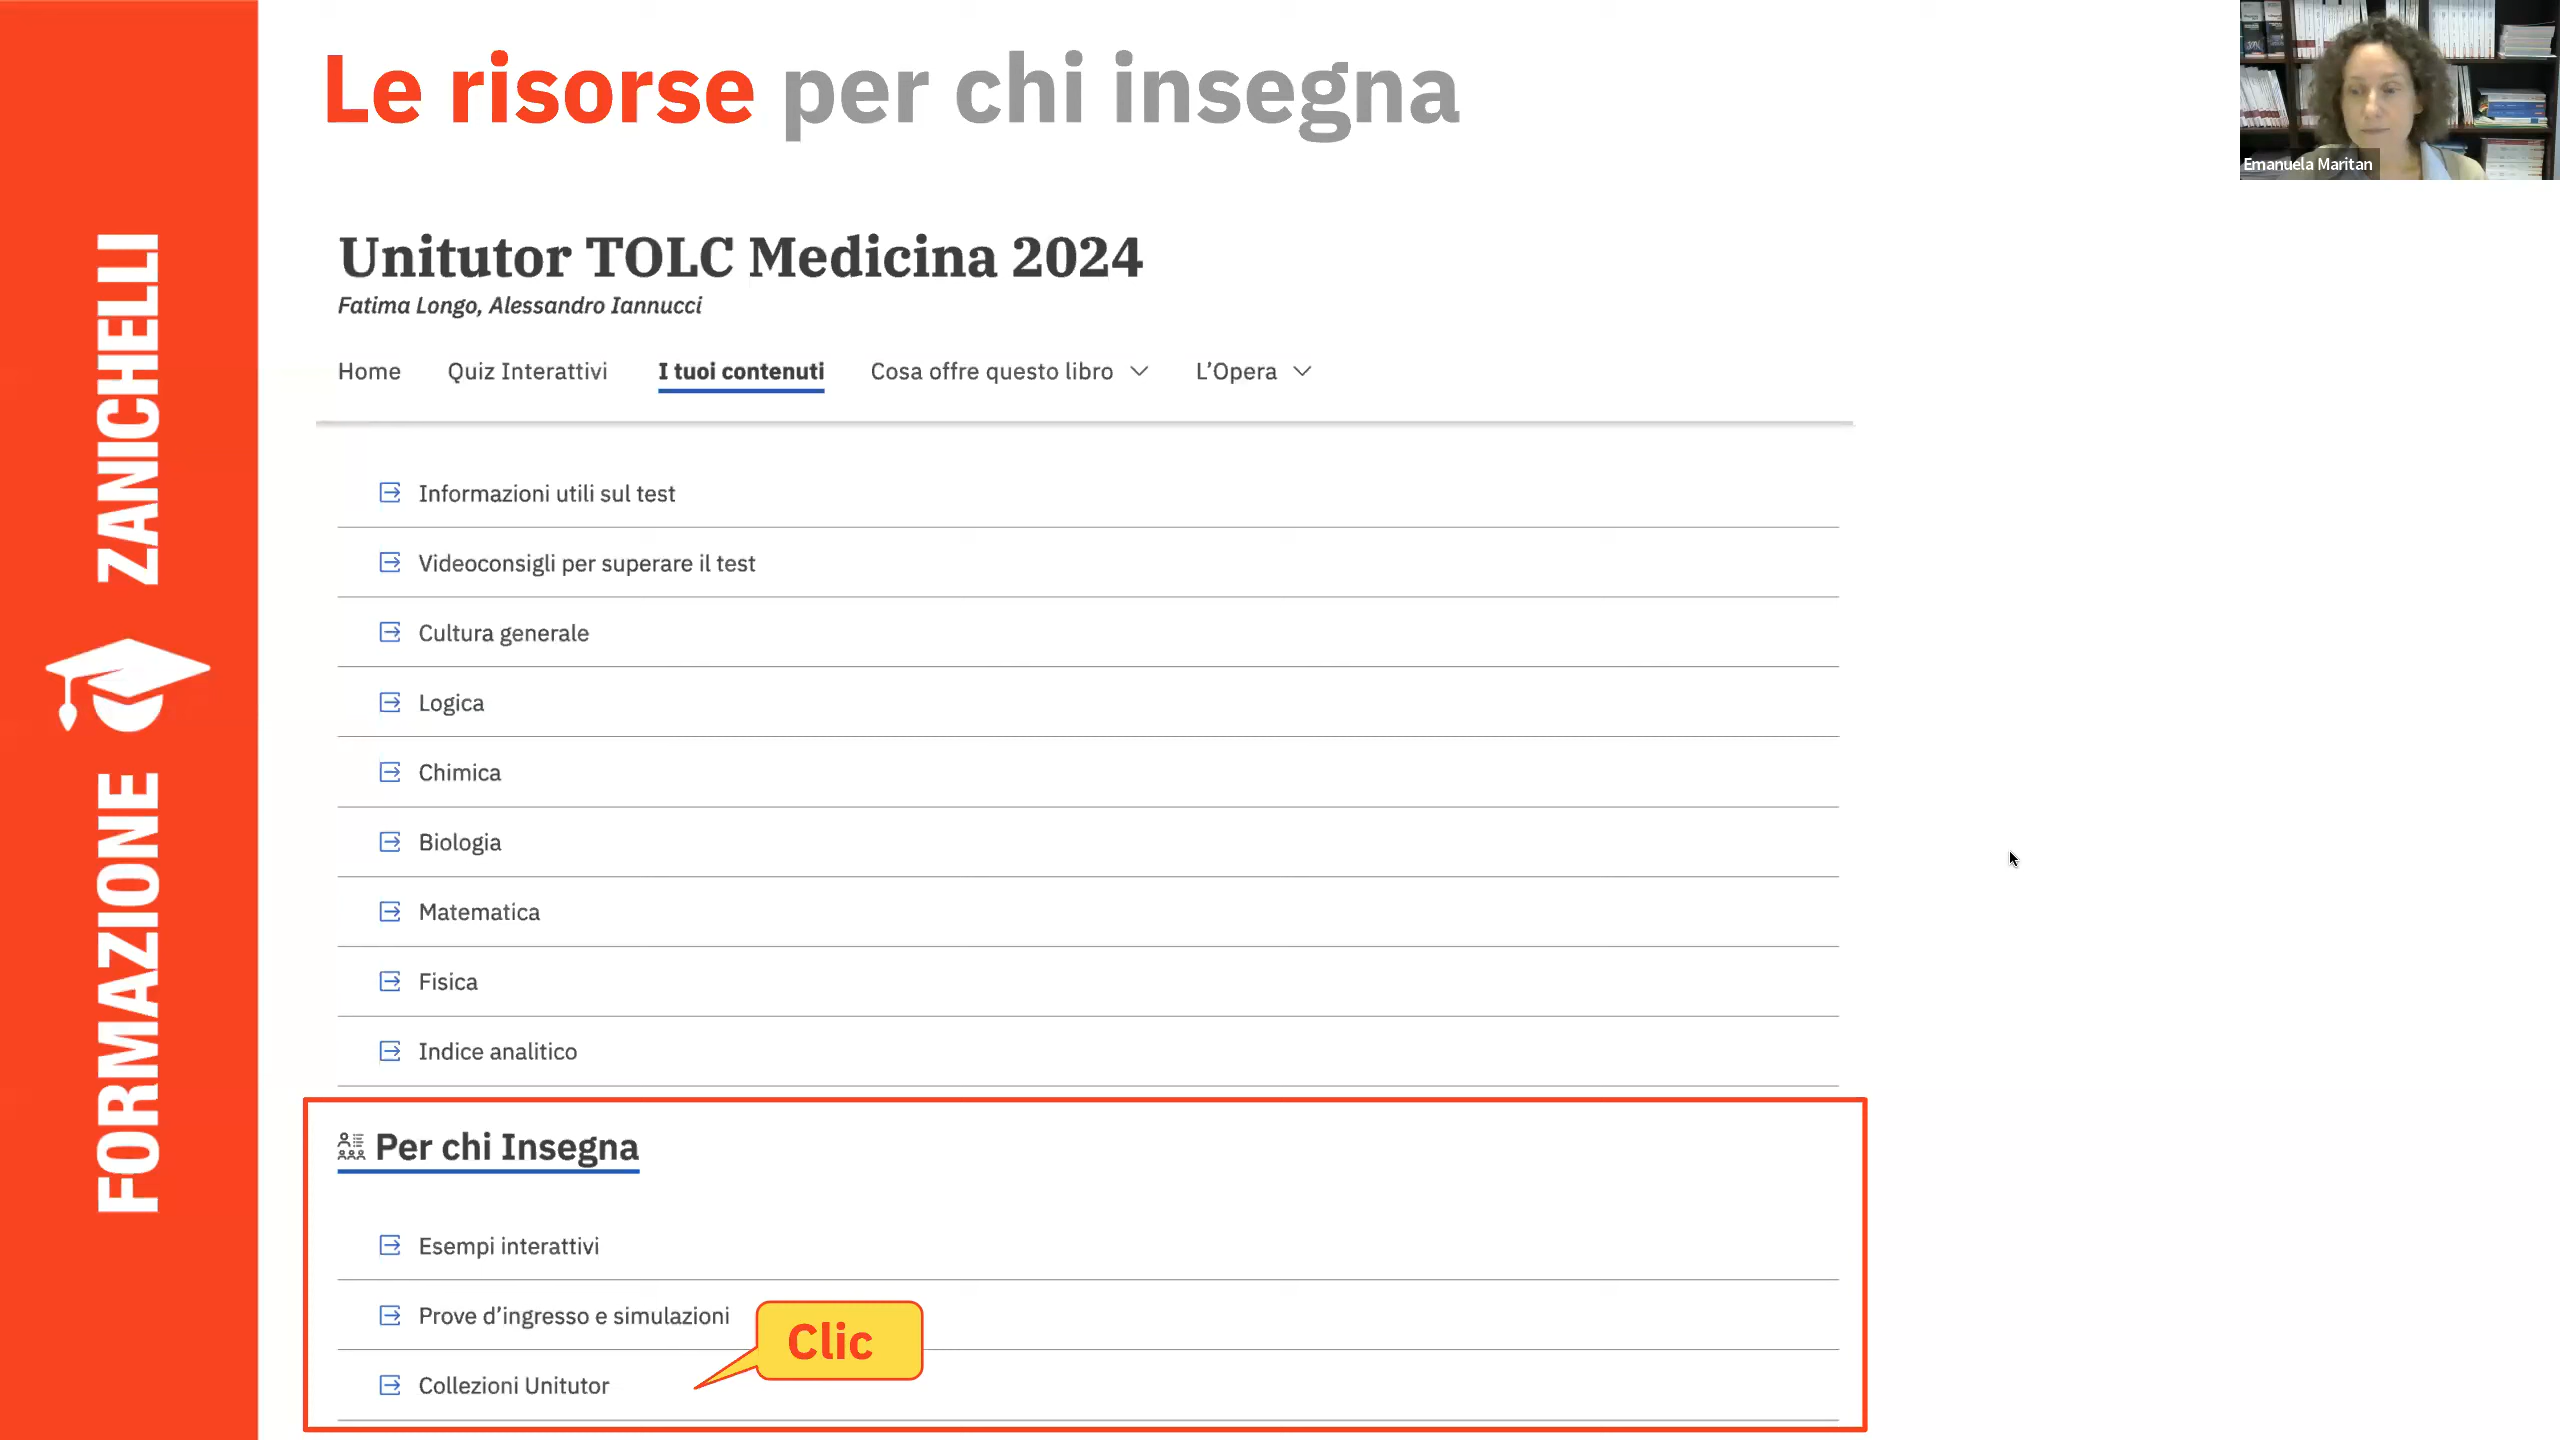 FORMAZIONE ZANICHELLI
Le risorse per chi insegna
Emanuela Maritan
Unitutor TOLC Medicina 2024
Fatima Longo, Alessandro Iannucci
Home Quiz Interattivi I tuoi contenuti Cosa offre questo libro L'Opera
Informazioni utili sul test
Videoconsigli per superare il test
Cultura generale
Logica
Chimica
Biologia
Matematica
Fisica
Indice analitico
Per chi Insegna
Esempi interattivi
Prove d'ingresso e simulazioni
Clic
Collezioni Unitutor